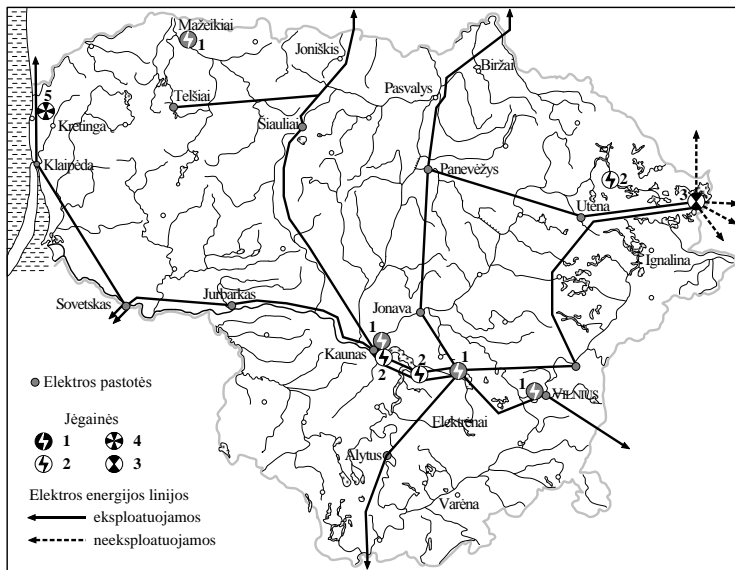 Mažeikiai
1
Joniškis
Biržai
Pasvalys
5
Telšiai
Kretinga
Šiauliai
Klaipėda
Panevėžys
2
3
Utena
Ignalina
Sovetskas
Jurbarkas
Jonava
1
Kaunas
2
2
1
1
VILNIUS
Elektrėnai
Alytus
Varėna
Elektros pastotės
Jėgainės
1 4
2 3
Elektros energijos linijos
eksploatuojamos
neeksploatuojamos